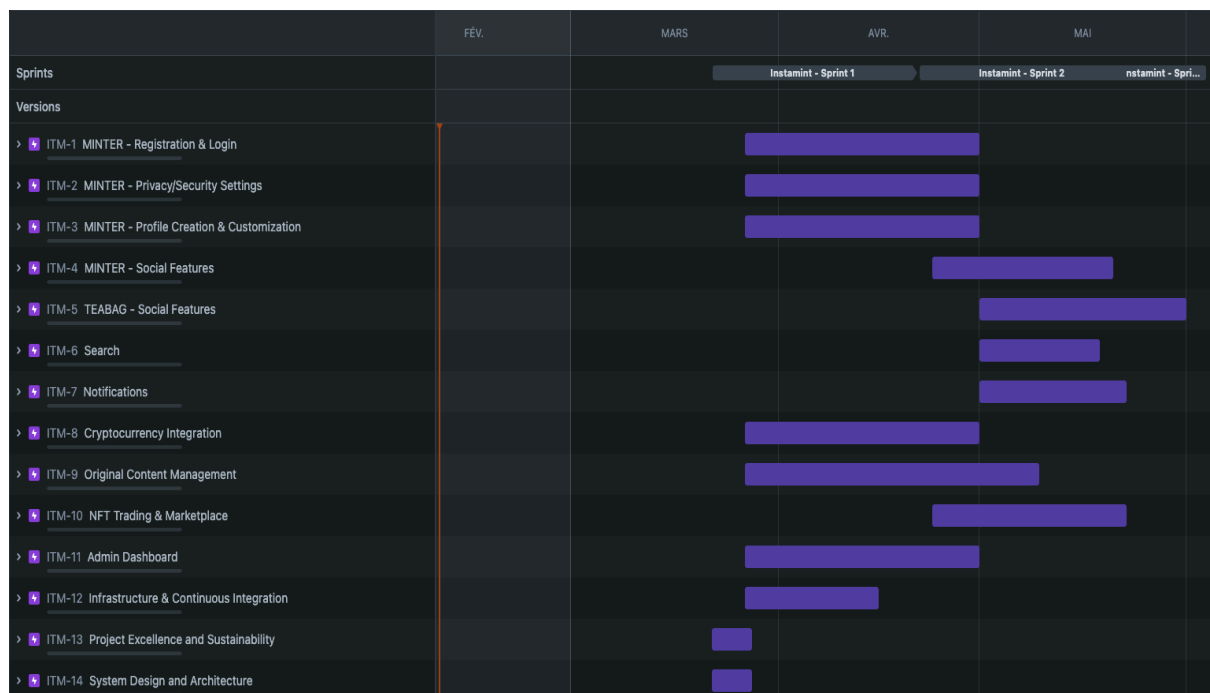 FÉV. MARS AVR. MAI
Sprints Instamint - Sprint 1 Instamint - Sprint 2 nstamint - Spri...
Versions
ITM-1 MINTER - Registration & Login
ITM-2 MINTER - Privacy/Security Settings
ITM-3 MINTER - Profile Creation & Customization
ITM-4 MINTER - Social Features
ITM-5 TEABAG - Social Features
ITM-6 Search
ITM-7 Notifications
ITM-8 Cryptocurrency Integration
ITM-9 Original Content Management
ITM-10 NFT Trading & Marketplace
ITM-11 Admin Dashboard
ITM-12 Infrastructure & Continuous Integration
ITM-13 Project Excellence and Sustainability
ITM-14 System Design and Architecture